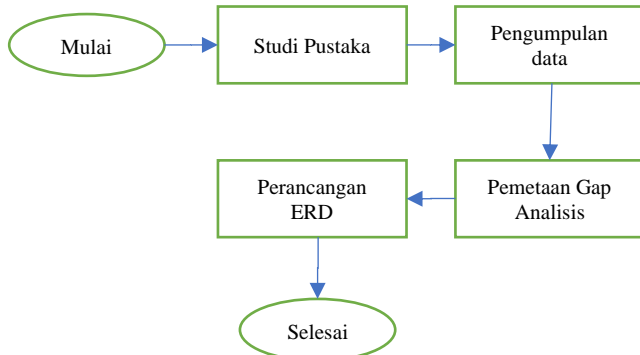 Mulai
Studi Pustaka
Pengumpulan
data
Pemetaan Gap
Analisis
Perancangan
ERD
Selesai